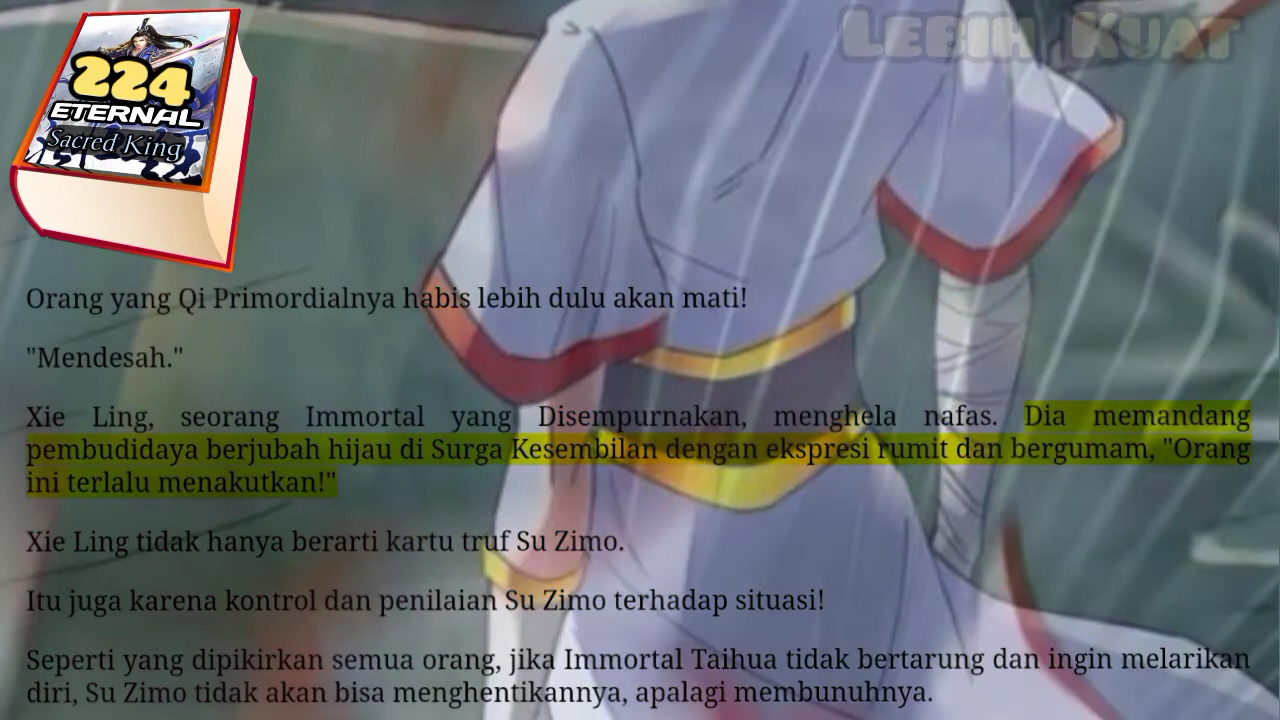 Lebih Kuat
224
ETERNAL
Sacred King
Orang yang Qi Primordialnya habis lebih dulu akan mati!
"Mendesah."
Xie Ling, seorang Immortal yang Disempurnakan, menghela nafas. Dia memandang
pembudidaya berjubah hijau di Surga Kesembilan dengan ekspresi rumit dan bergumam, "Orang
ini terlalu menakutkan!"
Xie Ling tidak hanya berarti kartu truf Su Zimo.
Itu juga karena kontrol dan penilaian Su Zimo terhadap situasi!
Seperti yang dipikirkan semua orang, jika Immortal Taihua tidak bertarung dan ingin melarikan
diri, Su Zimo tidak akan bisa menghentikannya, apalagi membunuhnya.